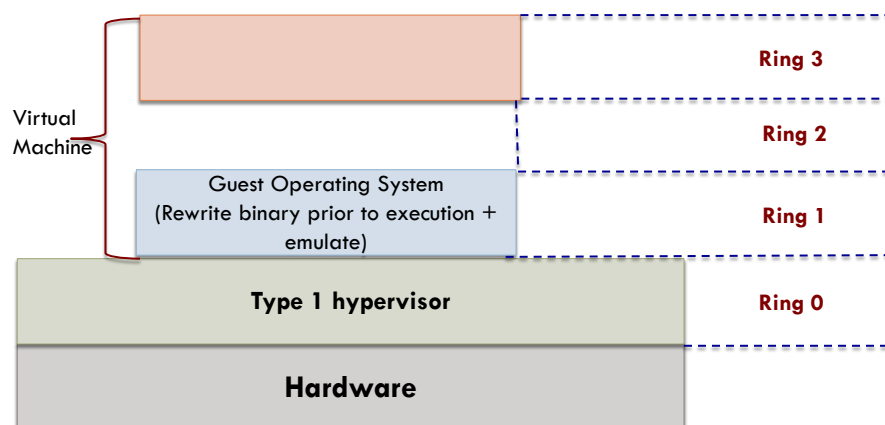 Ring 3
Virtual
Machine
Ring 2
Guest Operating System
(Rewrite binary prior to execution +
emulate)
Ring 1
Type 1 hypervisor
Ring 0
Hardware